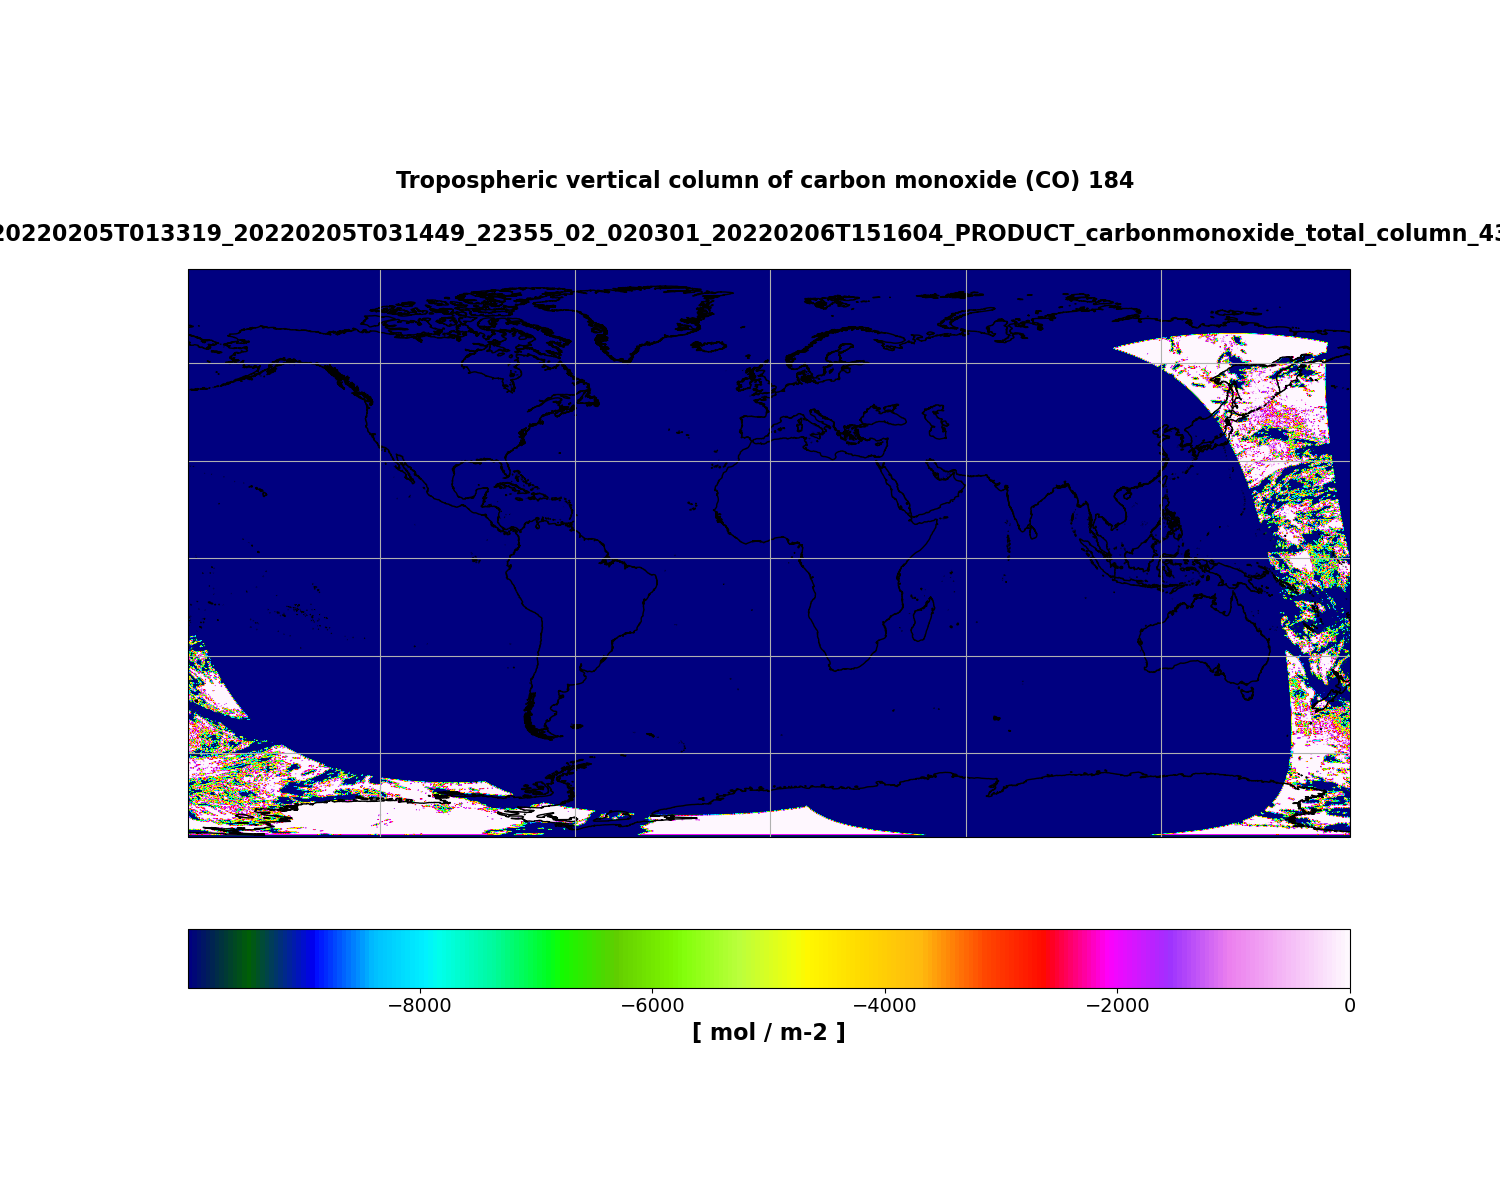 Tropospheric vertical column of carbon monoxide (CO) 184
20220205T013319_20220205T031449_22355_02_020301_20220206T151604_PRODUCT_carbonmonoxide_total_column_43
−8000 −6000 −4000 −2000 0
[ mol / m-2 ]